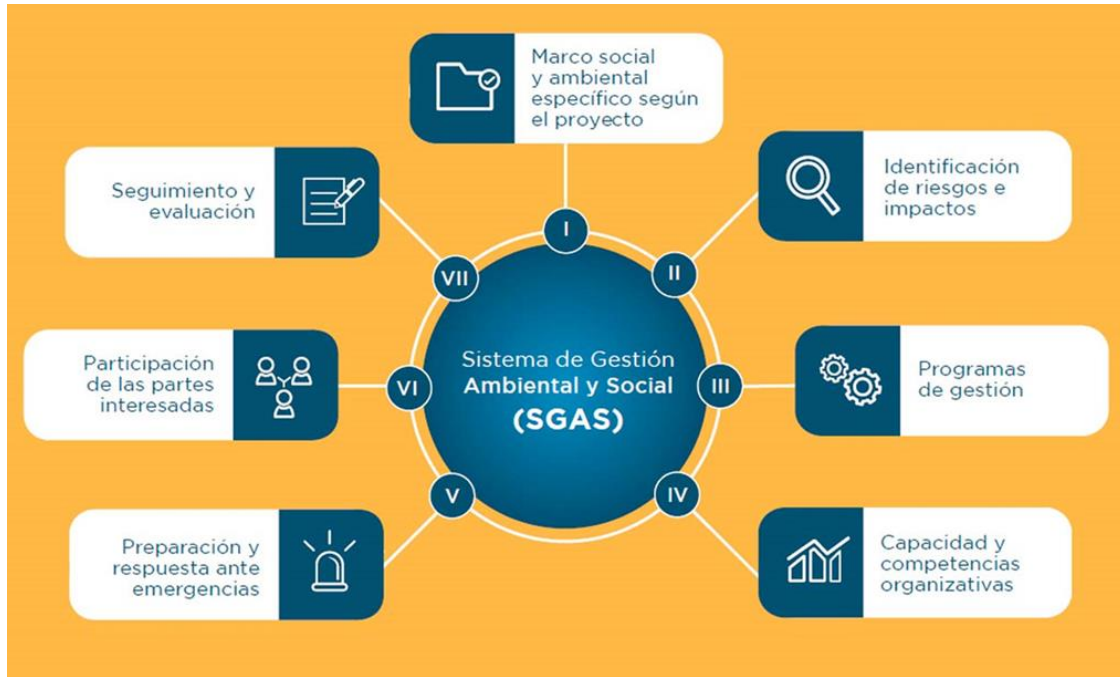 Marco social
y ambiental
específico según
el proyecto
I
Identificación
de riesgos e
impactos
II
Programas
de gestión
III
Capacidad y
competencias
organizativas
IV
Preparación y
respuesta ante
emergencias
V
Participación
de las partes
interesadas
VI
Seguimiento y
evaluación
VII
Sistema de Gestión
Ambiental y Social
(SGAS)